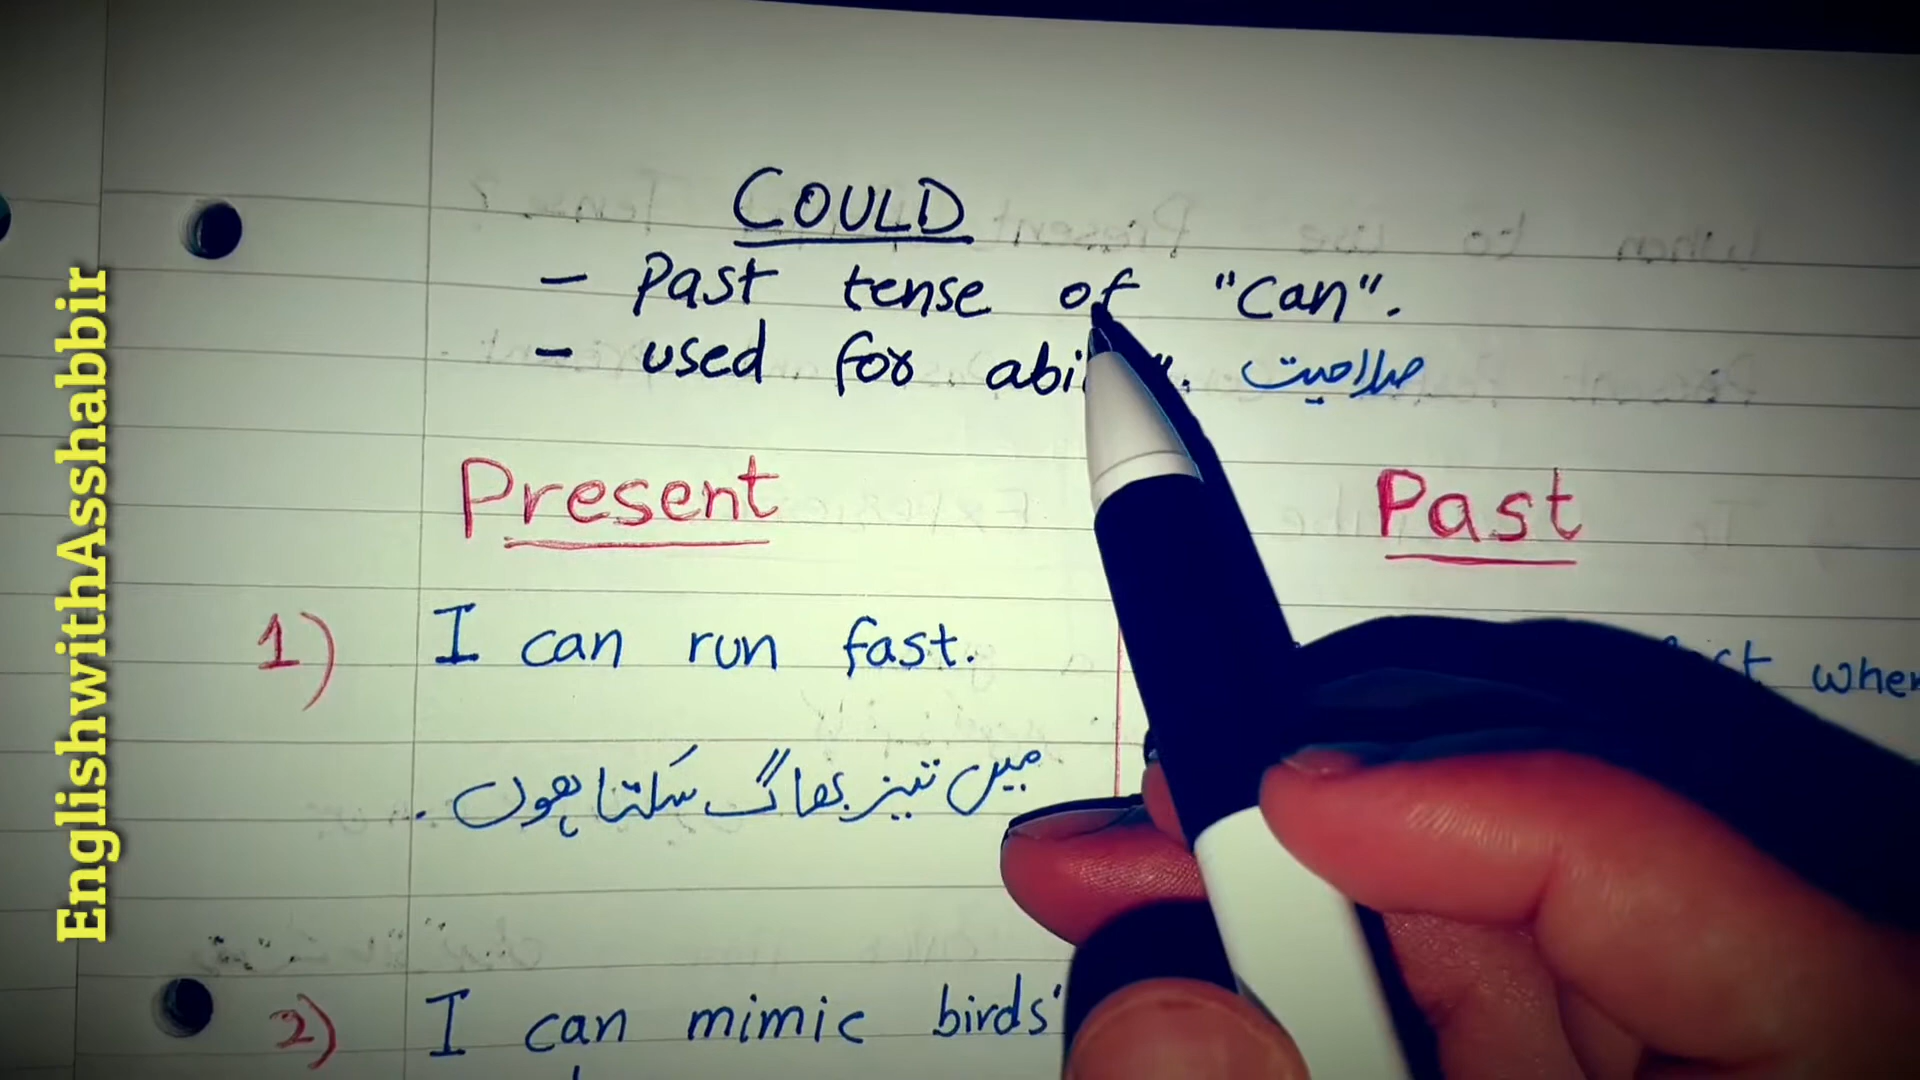 COULD
- Past tense of "Can".
- used for صلاحیت
Present
Past
1) I can run fast.
when
میں تیز بھاگ سکتا ہوں۔
2) I can mimic birds'
EnglishwithAsshabbir